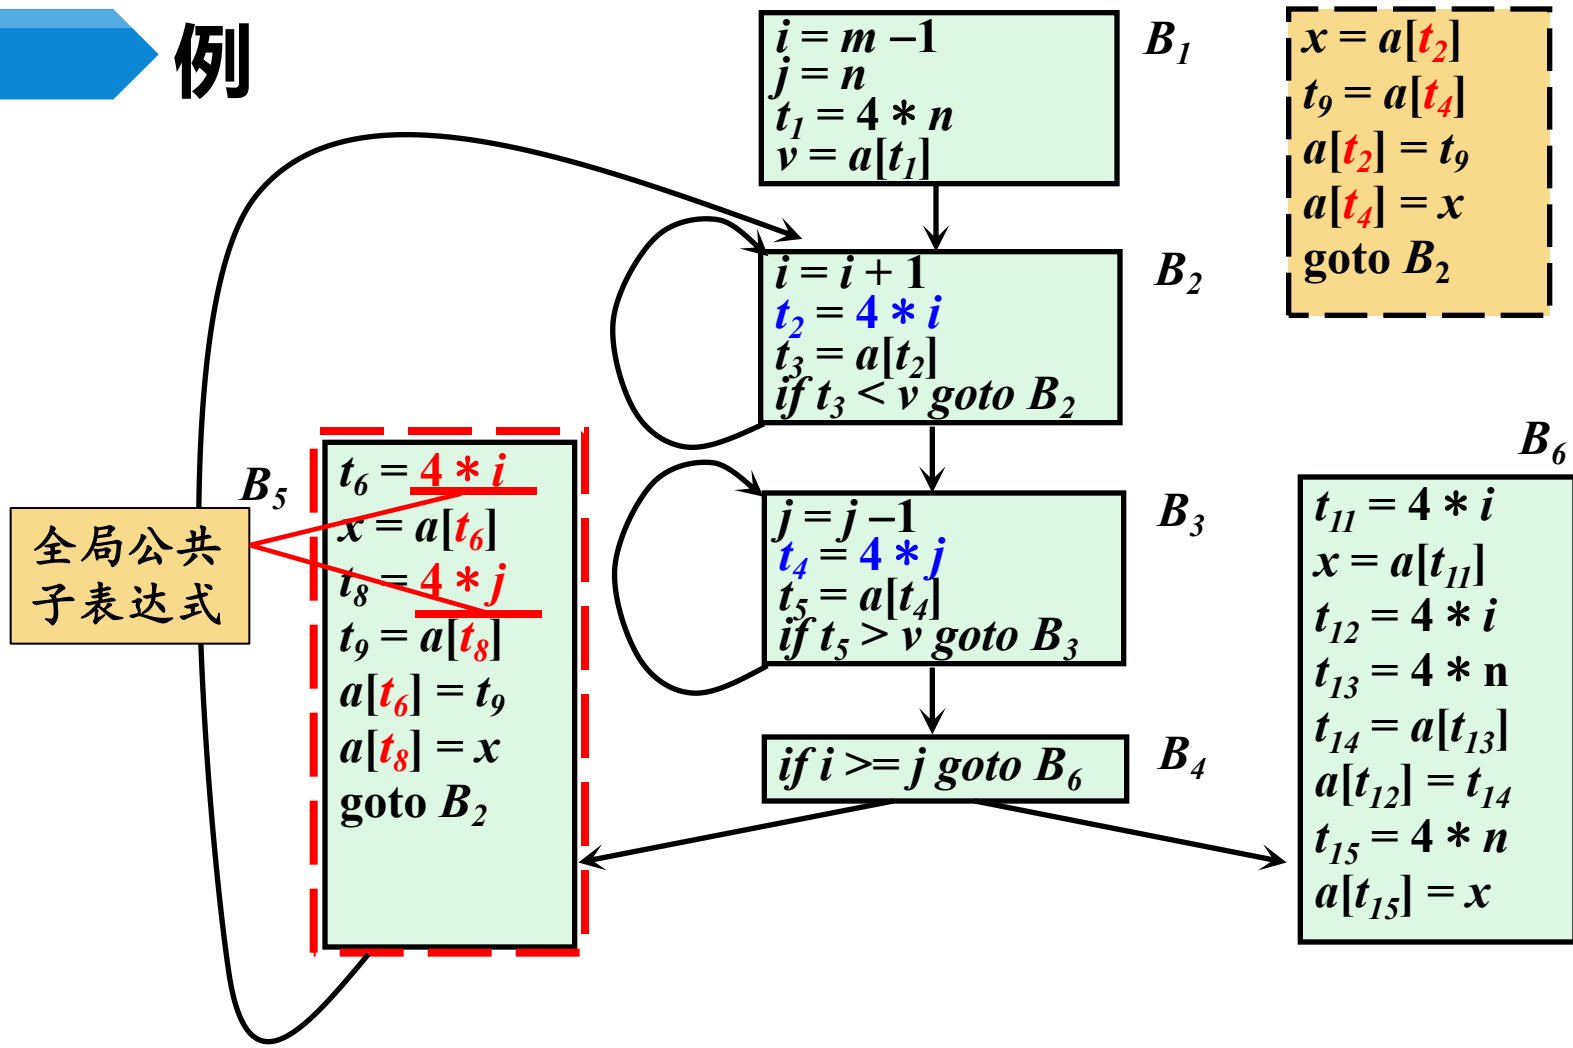 例
i = m −1
j = n
t₁ = 4 * n
v = a[t₁]
B₁
x = a[t₂]
t₉ = a[t₄]
a[t₂] = t₉
a[t₄] = x
goto B₂
i = i + 1
t₂ = 4 * i
t₃ = a[t₂]
if t₃ < v goto B₂
B₂
全局公共
子表达式
B₅
t₆ = 4 * i
x = a[t₆]
t₈ = 4 * j
t₉ = a[t₈]
a[t₆] = t₉
a[t₈] = x
goto B₂
j = j −1
t₄ = 4 * j
t₅ = a[t₄]
if t₅ > v goto B₃
B₃
if i >= j goto B₆
B₄
B₆
t₁₁ = 4 * i
x = a[t₁₁]
t₁₂ = 4 * i
t₁₃ = 4 * n
t₁₄ = a[t₁₃]
a[t₁₂] = t₁₄
t₁₅ = 4 * n
a[t₁₅] = x